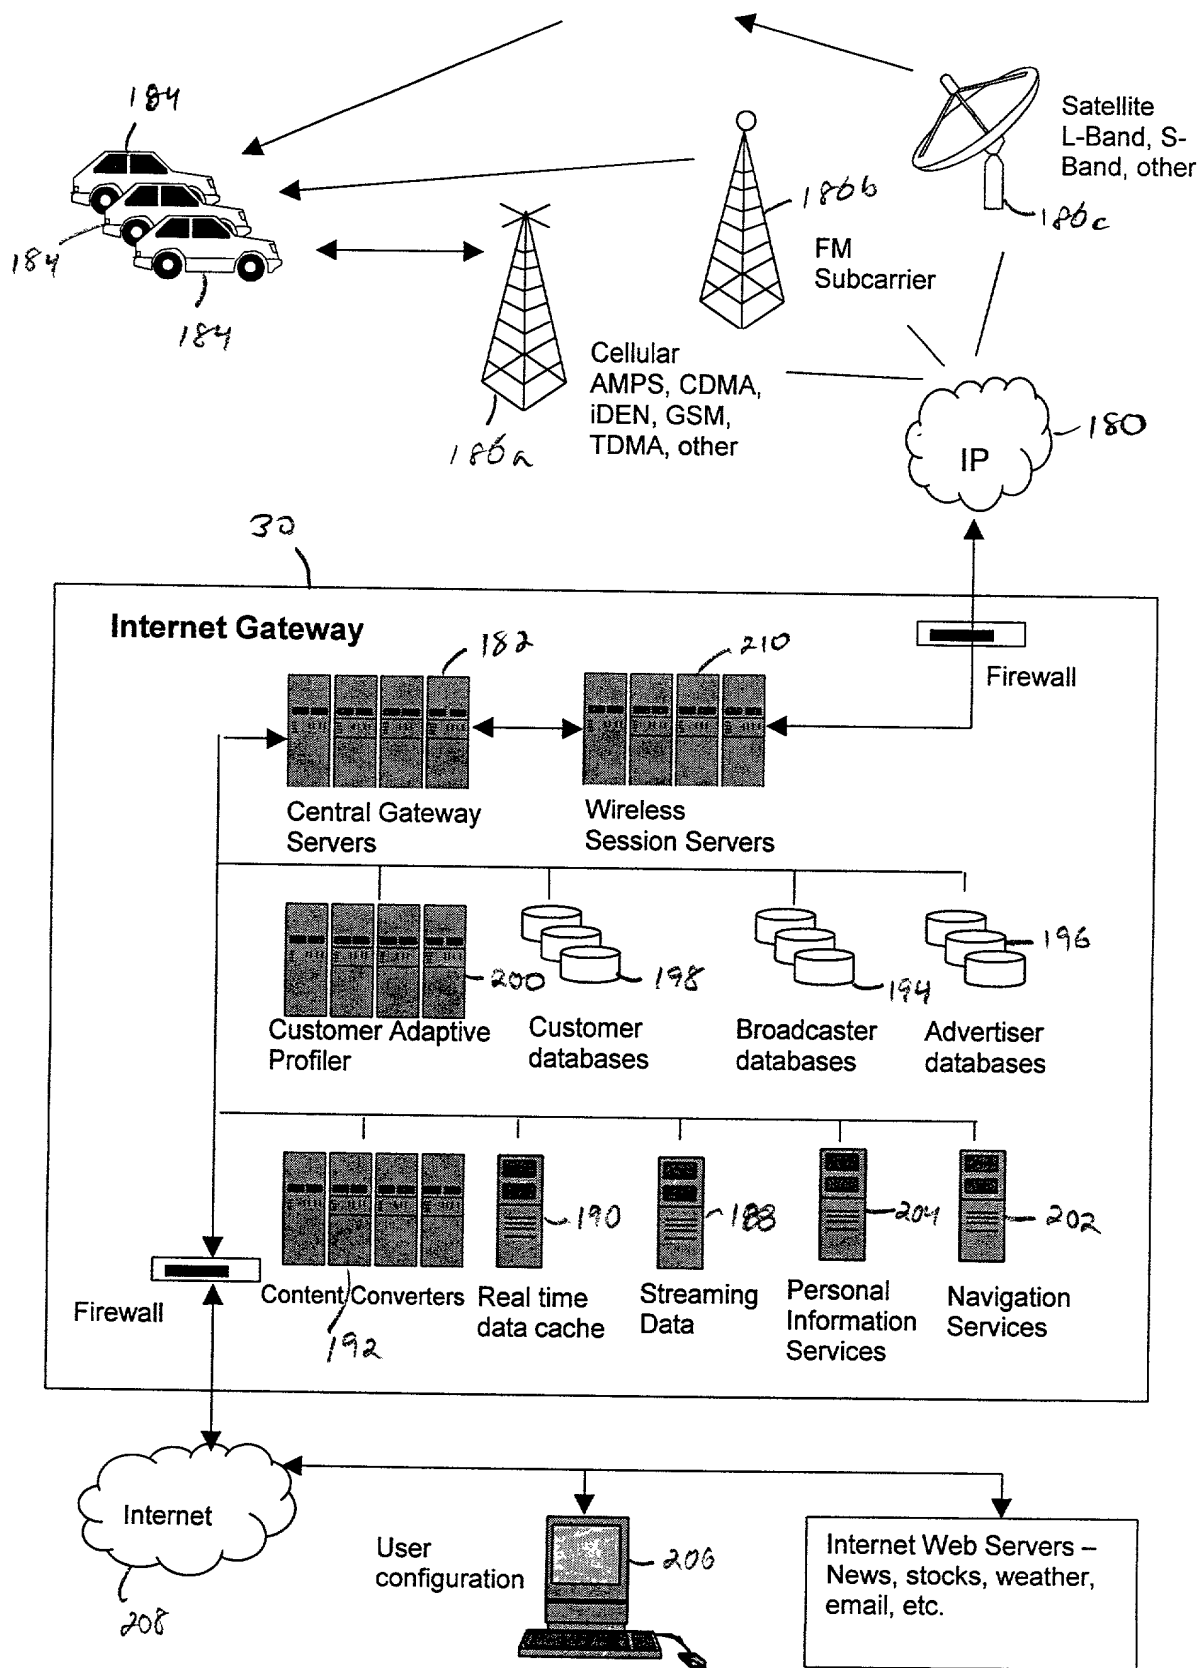 184
184
184
186b
FM
Subcarrier
Satellite
L-Band, S-
Band, other
186c
Cellular
AMPS, CDMA,
iDEN, GSM,
TDMA, other
186a
IP
180
30
Internet Gateway
182
210
Firewall
Central Gateway
Servers
Wireless
Session Servers
200
198
194
196
Customer Adaptive
Profiler
Customer
databases
Broadcaster
databases
Advertiser
databases
190
188
204
202
Firewall
Content Converters
192
Real time
data cache
Streaming
Data
Personal
Information
Services
Navigation
Services
Internet
208
User
configuration
206
Internet Web Servers –
News, stocks, weather,
email, etc.